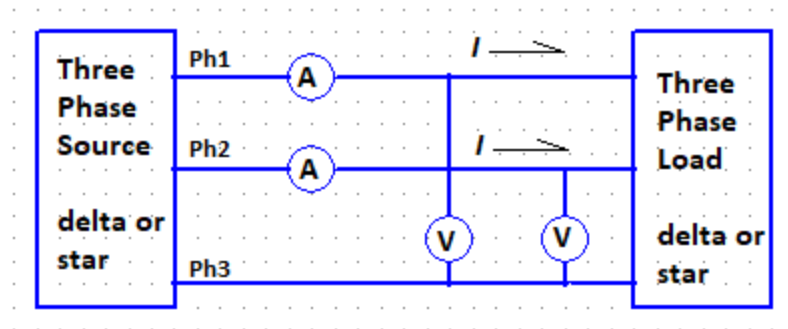 Three
Phase
Source
delta or
star
Ph1
A
I
Ph2
A
I
V
V
Ph3
Three
Phase
Load
delta or
star